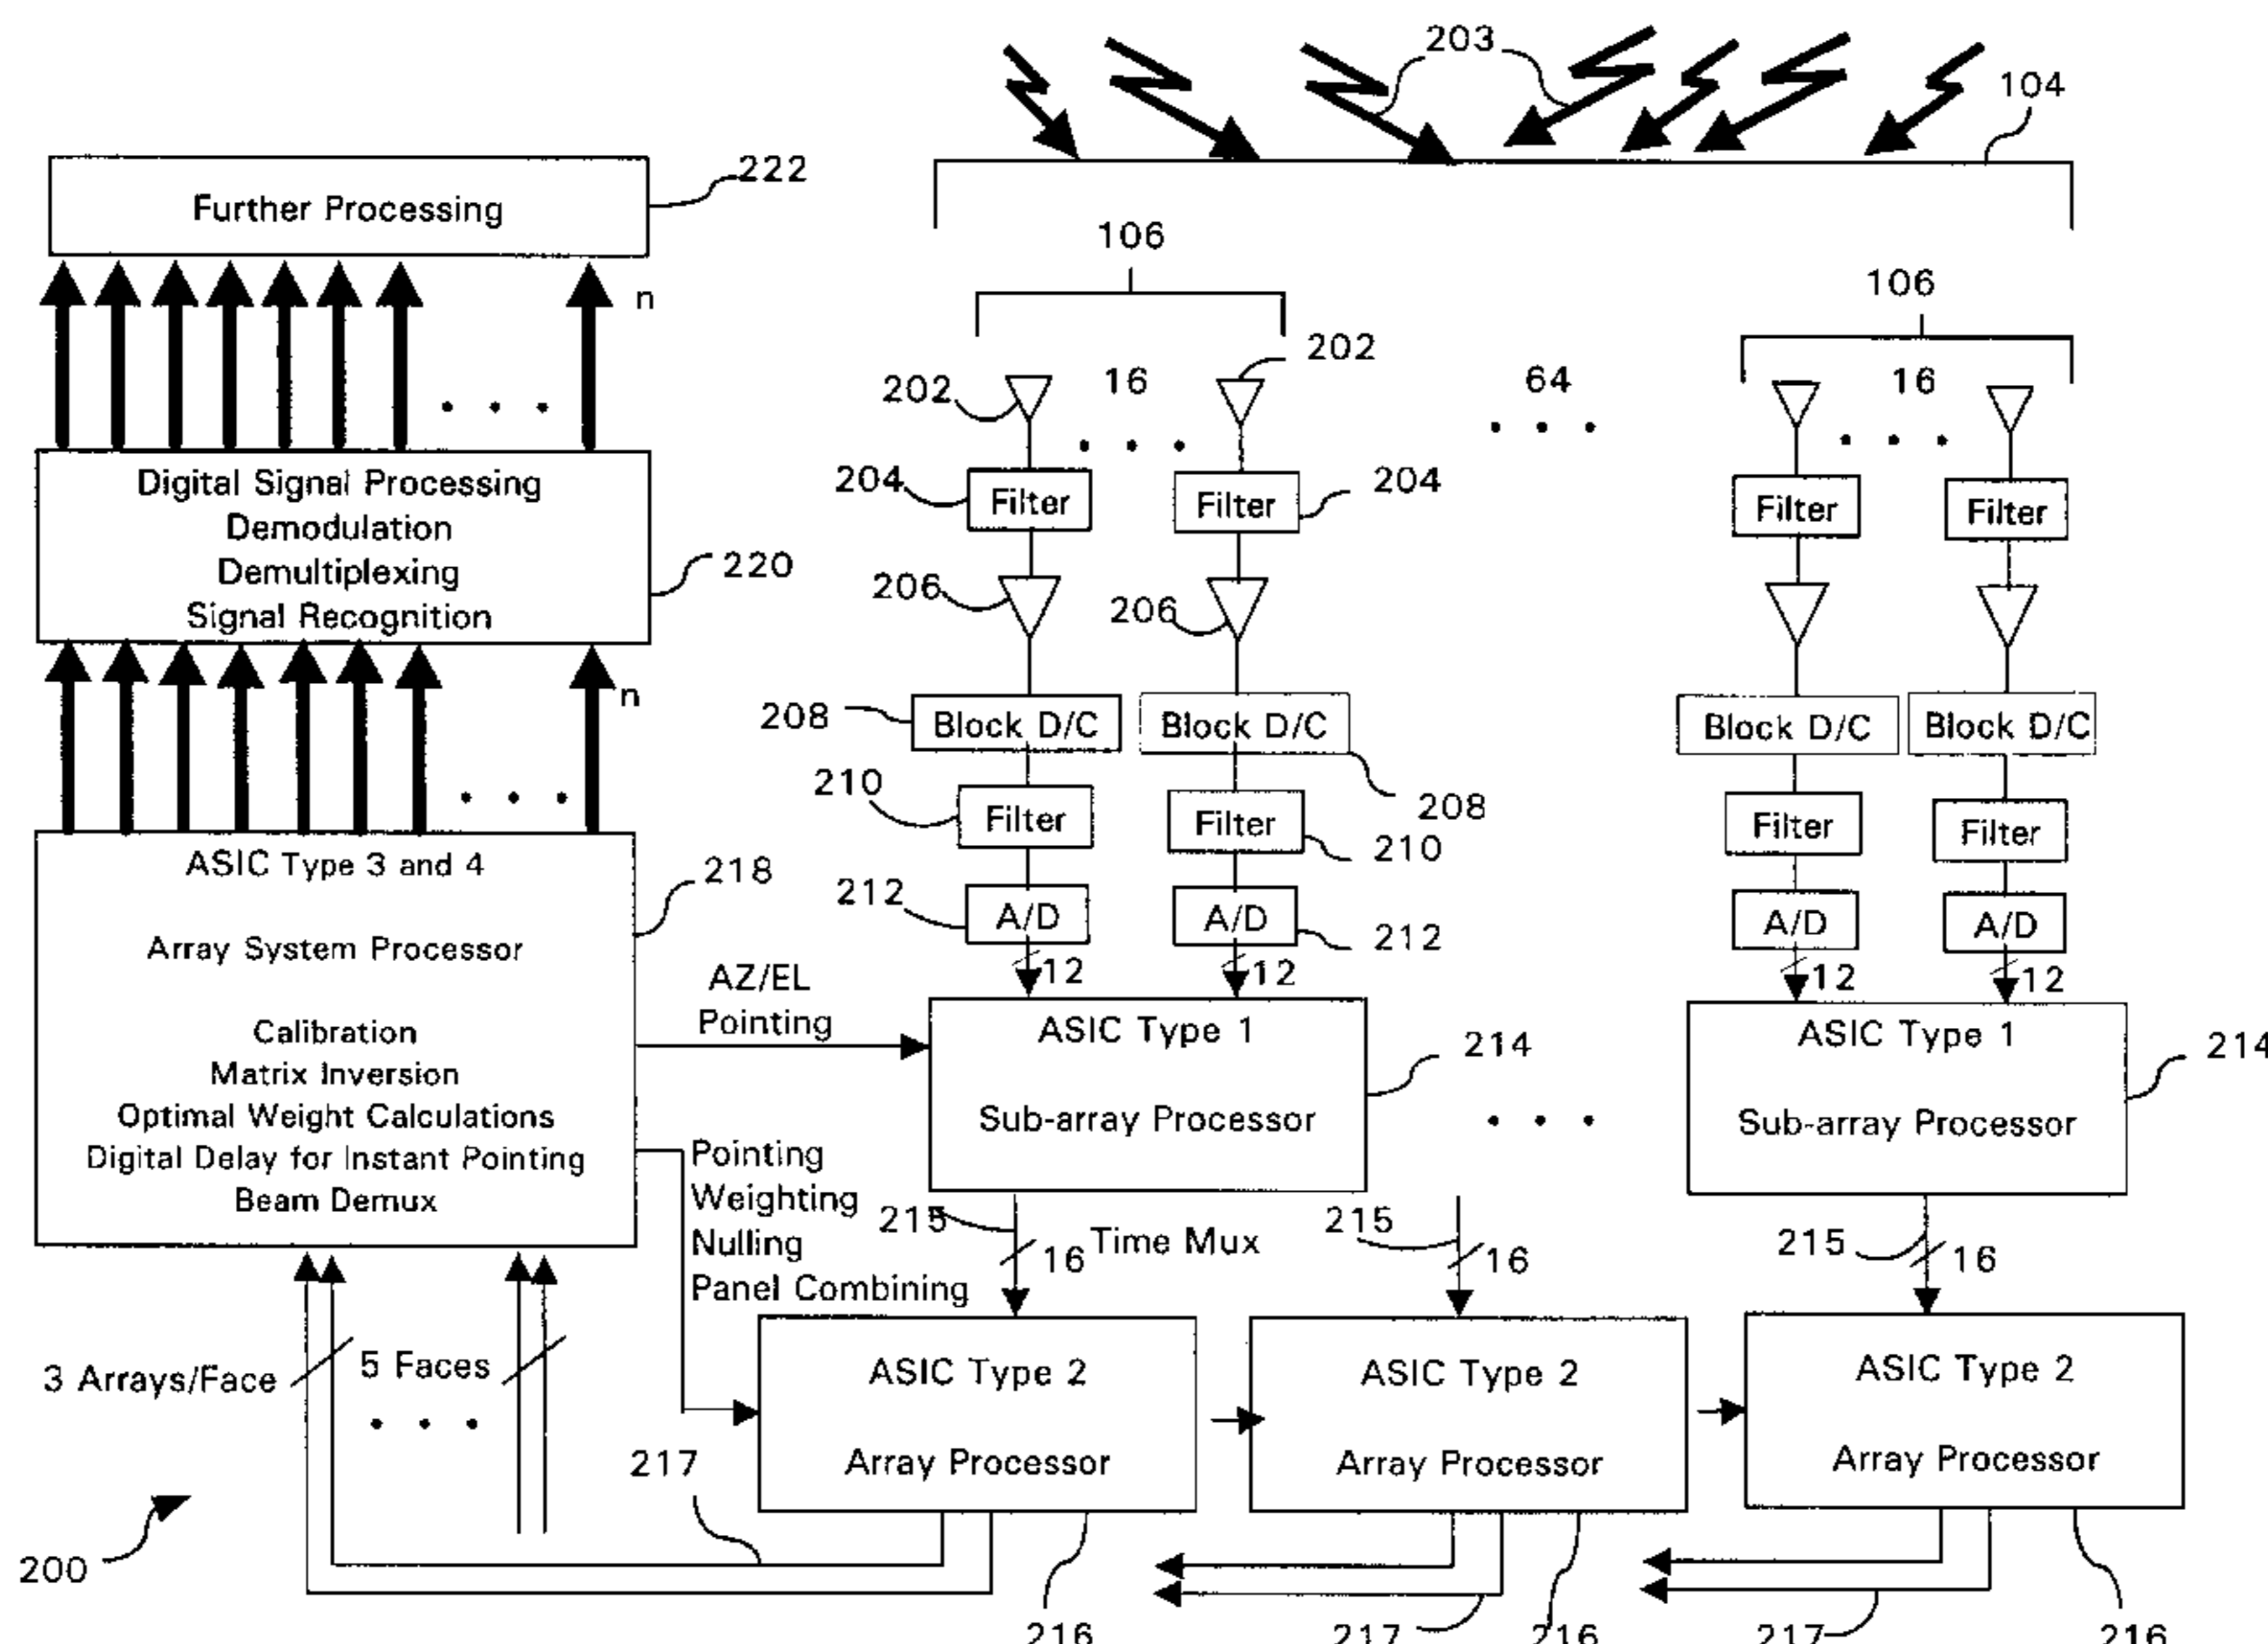 203
104
222
Further Processing
106
106
n
202
202
16
64
16
Digital Signal Processing
Demodulation
Demultiplexing
Signal Recognition
220
204
Filter
Filter
204
Filter
Filter
206
206
n
208
Block D/C
Block D/C
208
Block D/C
Block D/C
210
Filter
Filter
210
Filter
Filter
ASIC Type 3 and 4
Array System Processor
Calibration
Matrix Inversion
Optimal Weight Calculations
Digital Delay for Instant Pointing
Beam Demux
218
212
A/D
A/D
212
A/D
A/D
12
12
12
12
AZ/EL
Pointing
ASIC Type 1
Sub-array Processor
214
ASIC Type 1
Sub-array Processor
214
Pointing
Weighting
Nulling
Panel Combining
215
16
Time Mux
215
16
215
16
3 Arrays/Face
5 Faces
ASIC Type 2
Array Processor
ASIC Type 2
Array Processor
ASIC Type 2
Array Processor
217
200
216
217
216
217
216